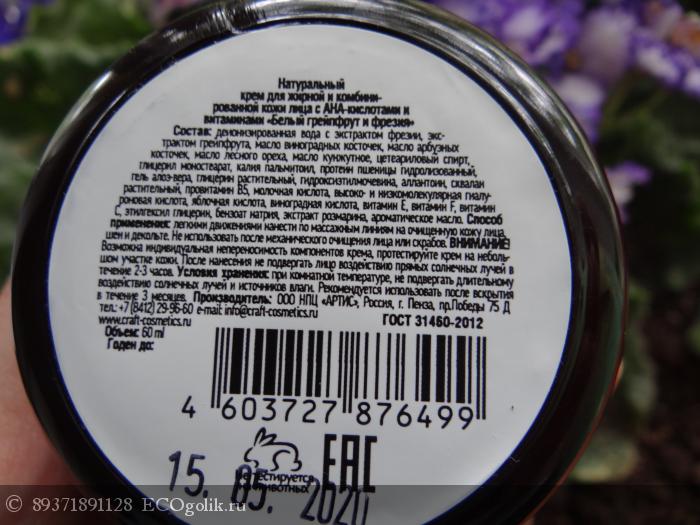 Натуральный
крем для жирной и комбини-
рованной кожи лица с АНА-кислотами и
витаминами «Белый грейпфрут и фрезия»
Состав: деионизированная вода с экстрактом фрезии, экс-
трактом грейпфрута, масло виноградных косточек, масло арбузных
косточек, масло лесного ореха, масло кунжутное, цетеариловый спирт,
глицерил моностеарат, калия пальмитоил, протеин пшеницы гидролизованный,
гель алоэ-вера, глицерин растительный, гидроксиэтилмочевина, аллантоин, сквалан
растительный, провитамин В5, молочная кислота, высоко- и низкомолекулярная гиалу-
роновая кислота, яблочная кислота, виноградная кислота, витамин Е, витамин F, витамин
С, этилгексил глицерин, бензоат натрия, экстракт розмарина, ароматическое масло. Способ
применения: легкими движениями нанести по массажным линиям на очищенную кожу лица,
шеи и декольте. Не использовать после механического очищения лица или скрабов. ВНИМАНИЕ!
Возможна индивидуальная непереносимость компонентов крема, протестируйте крем на неболь-
шом участке кожи. После нанесения не подвергать лицо воздействию прямых солнечных лучей в
течение 2-3 часов. Условия хранения: при комнатной температуре, не подвергать длительному
воздействию солнечных лучей и источников влаги. Рекомендуется использовать после вскрытия
в течение 3 месяцев. Производитель: ООО НПЦ «АРТИС», Россия, г. Пенза, пр.Победы 75 Д
тел.: +7 (8412) 29-96-60 e-mail: info@craft-cosmetics.ru
www.craft-cosmetics.ru ГОСТ 31460-2012
Объем: 60 ml
Годен до:
4 603727 876499
не тестируется
на животных
EAC
15. 05. 2020
© 89371891128 ECOgolik.ru